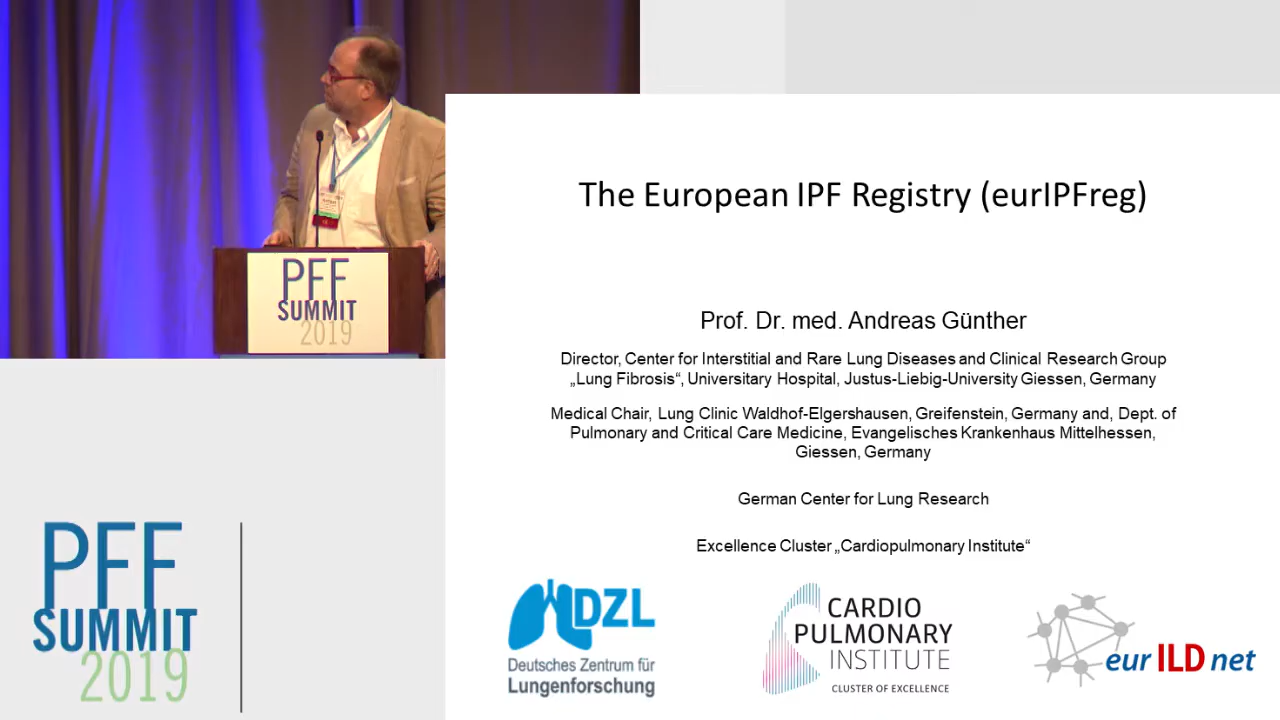 The European IPF Registry (eurIPFreg)
Prof. Dr. med. Andreas Günther
Director, Center for Interstitial and Rare Lung Diseases and Clinical Research Group
„Lung Fibrosis“, Universitary Hospital, Justus-Liebig-University Giessen, Germany
Medical Chair, Lung Clinic Waldhof-Elgershausen, Greifenstein, Germany and, Dept. of
Pulmonary and Critical Care Medicine, Evangelisches Krankenhaus Mittelhessen,
Giessen, Germany
German Center for Lung Research
Excellence Cluster „Cardiopulmonary Institute“
DZL
Deutsches Zentrum für
Lungenforschung
CARDIO
PULMONARY
INSTITUTE
CLUSTER OF EXCELLENCE
eurILDnet
PFF
SUMMIT
2019
PFF
SUMMIT
2019